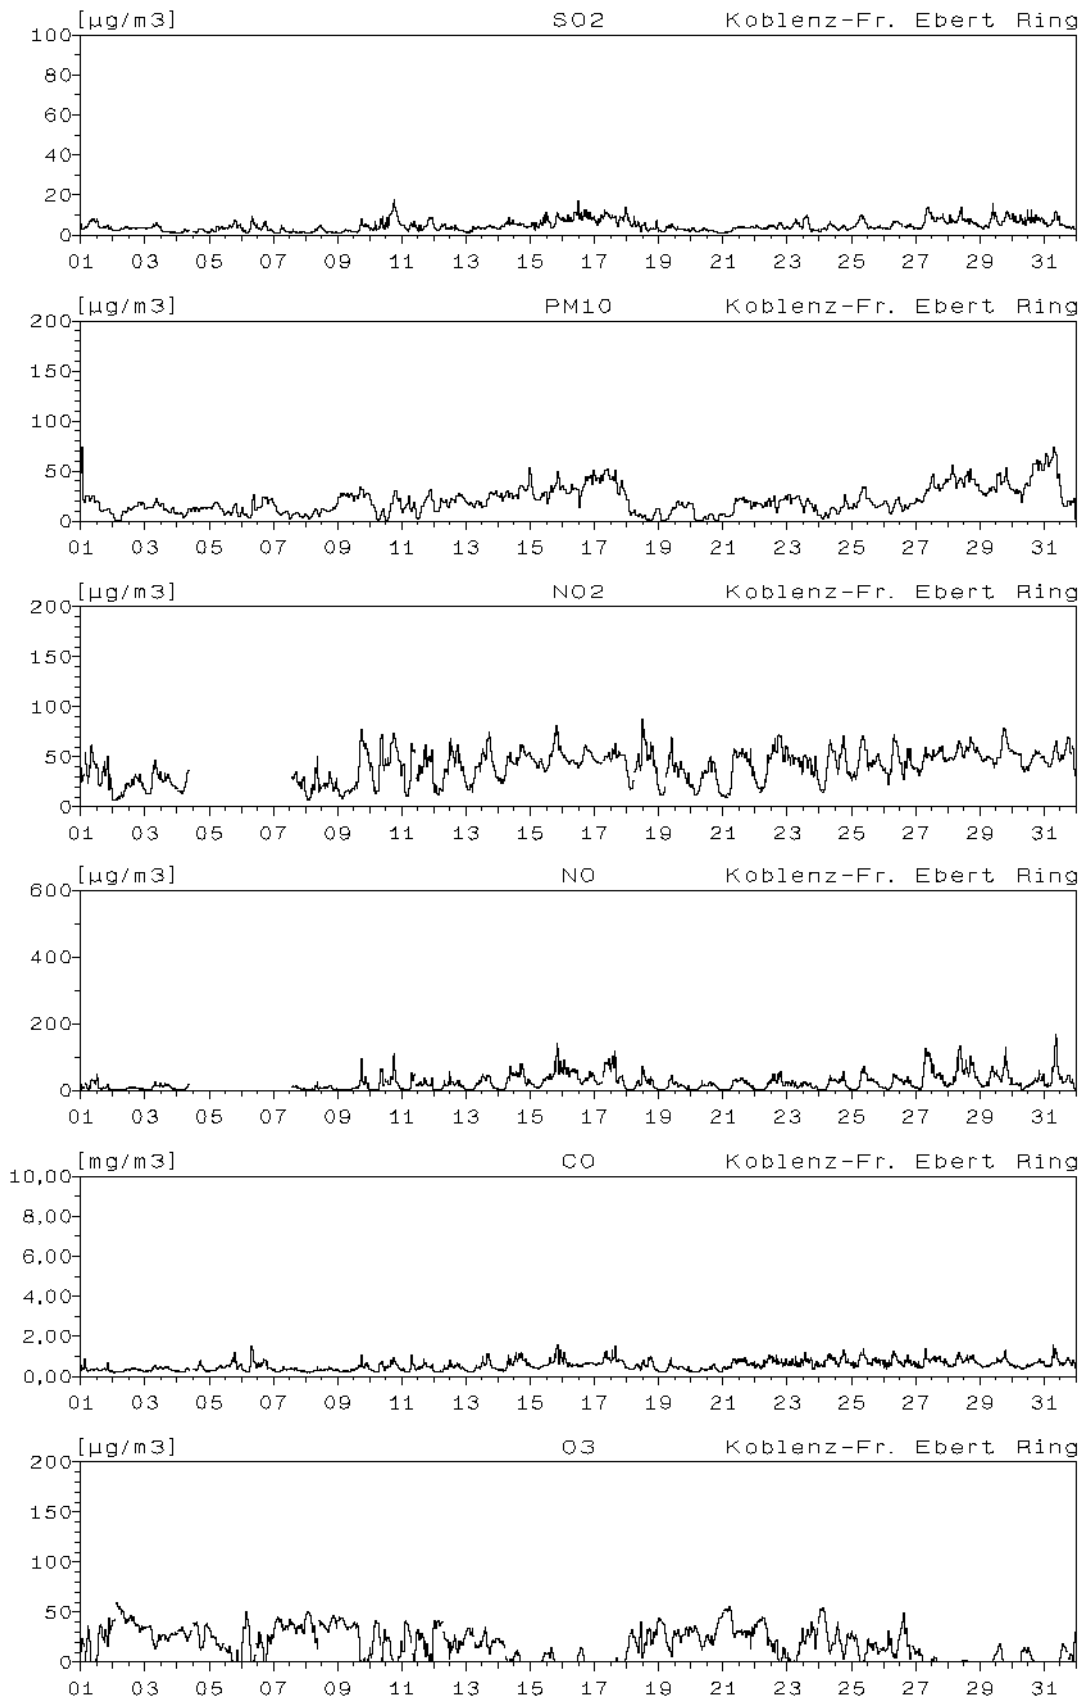 [µg/m3] SO2 Koblenz-Fr. Ebert Ring
100
80
60
40
20
0
01 03 05 07 09 11 13 15 17 19 21 23 25 27 29 31
[µg/m3] PM10 Koblenz-Fr. Ebert Ring
200
150
100
50
0
01 03 05 07 09 11 13 15 17 19 21 23 25 27 29 31
[µg/m3] NO2 Koblenz-Fr. Ebert Ring
200
150
100
50
0
01 03 05 07 09 11 13 15 17 19 21 23 25 27 29 31
[µg/m3] NO Koblenz-Fr. Ebert Ring
600
400
200
0
01 03 05 07 09 11 13 15 17 19 21 23 25 27 29 31
[mg/m3] CO Koblenz-Fr. Ebert Ring
10,00
8,00
6,00
4,00
2,00
0,00
01 03 05 07 09 11 13 15 17 19 21 23 25 27 29 31
[µg/m3] O3 Koblenz-Fr. Ebert Ring
200
150
100
50
0
01 03 05 07 09 11 13 15 17 19 21 23 25 27 29 31